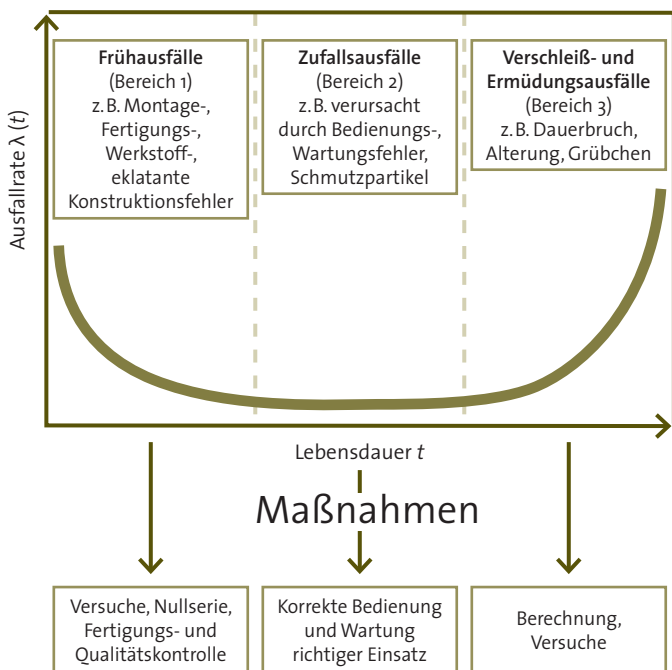 Ausfallrate λ (t)
Frühausfälle
(Bereich 1)
z. B. Montage-,
Fertigungs-,
Werkstoff-,
eklatante
Konstruktionsfehler
Zufallsausfälle
(Bereich 2)
z. B. verursacht
durch Bedienungs-,
Wartungsfehler,
Schmutzpartikel
Verschleiß- und
Ermüdungsausfälle
(Bereich 3)
z. B. Dauerbruch,
Alterung, Grübchen
Lebensdauer t
Maßnahmen
Versuche, Nullserie,
Fertigungs- und
Qualitätskontrolle
Korrekte Bedienung
und Wartung
richtiger Einsatz
Berechnung,
Versuche